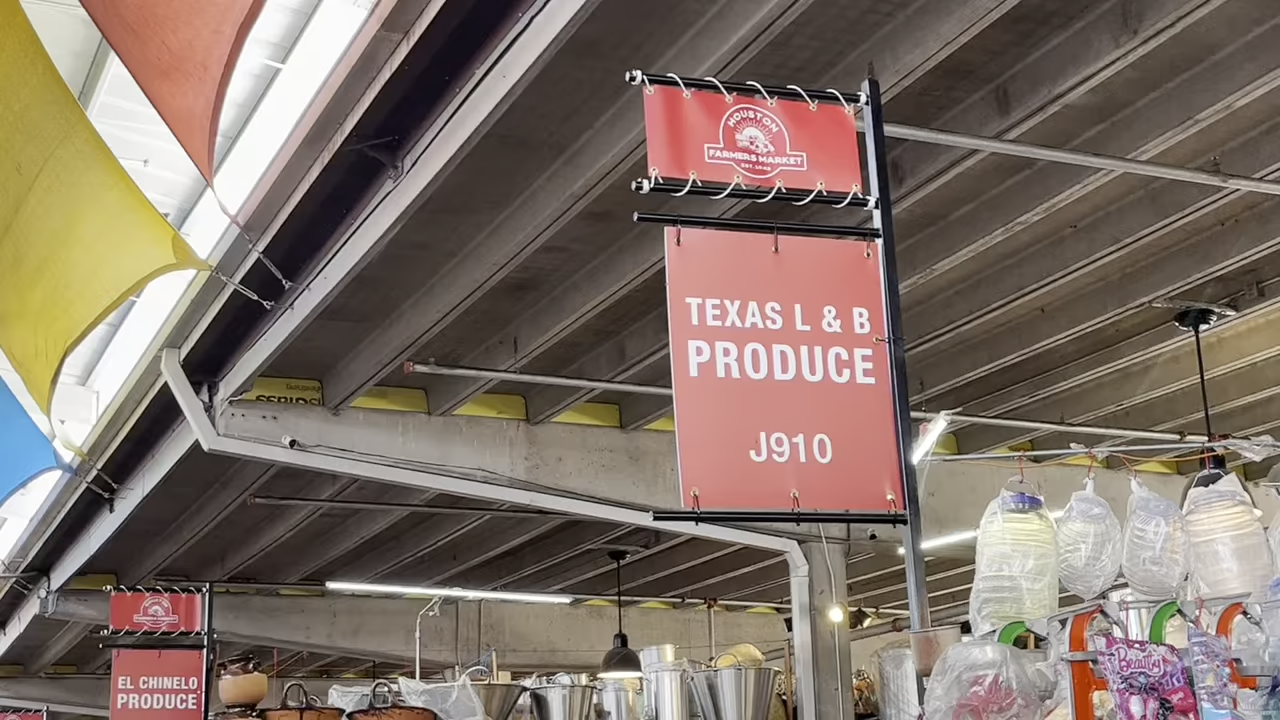 HOUSTON
FARMERS MARKET
TEXAS L & B
PRODUCE
J910
EL CHINELO
PRODUCE
Beauty